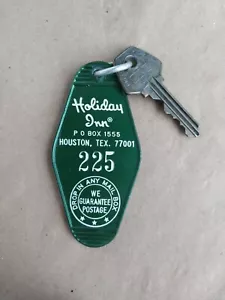 Holiday
Inn®
P O BOX 1555
HOUSTON, TEX. 77001
225
DROP IN ANY MAIL BOX
WE
GUARANTEE
POSTAGE